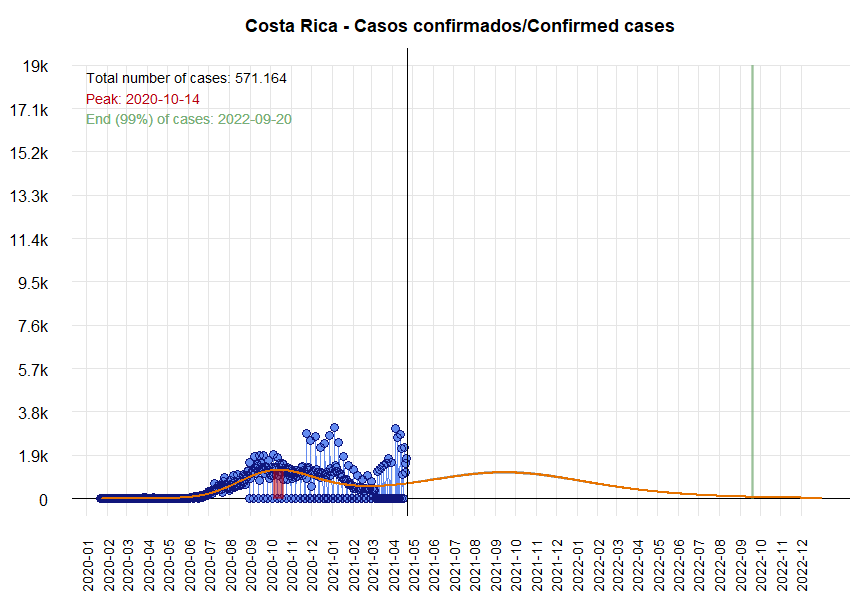 Costa Rica - Casos confirmados/Confirmed cases
19k
Total number of cases: 571.164
Peak: 2020-10-14
End (99%) of cases: 2022-09-20
17.1k
15.2k
13.3k
11.4k
9.5k
7.6k
5.7k
3.8k
1.9k
0
2020-01
2020-02
2020-03
2020-04
2020-05
2020-06
2020-07
2020-08
2020-09
2020-10
2020-11
2020-12
2021-01
2021-02
2021-03
2021-04
2021-05
2021-06
2021-07
2021-08
2021-09
2021-10
2021-11
2021-12
2022-01
2022-02
2022-03
2022-04
2022-05
2022-06
2022-07
2022-08
2022-09
2022-10
2022-11
2022-12